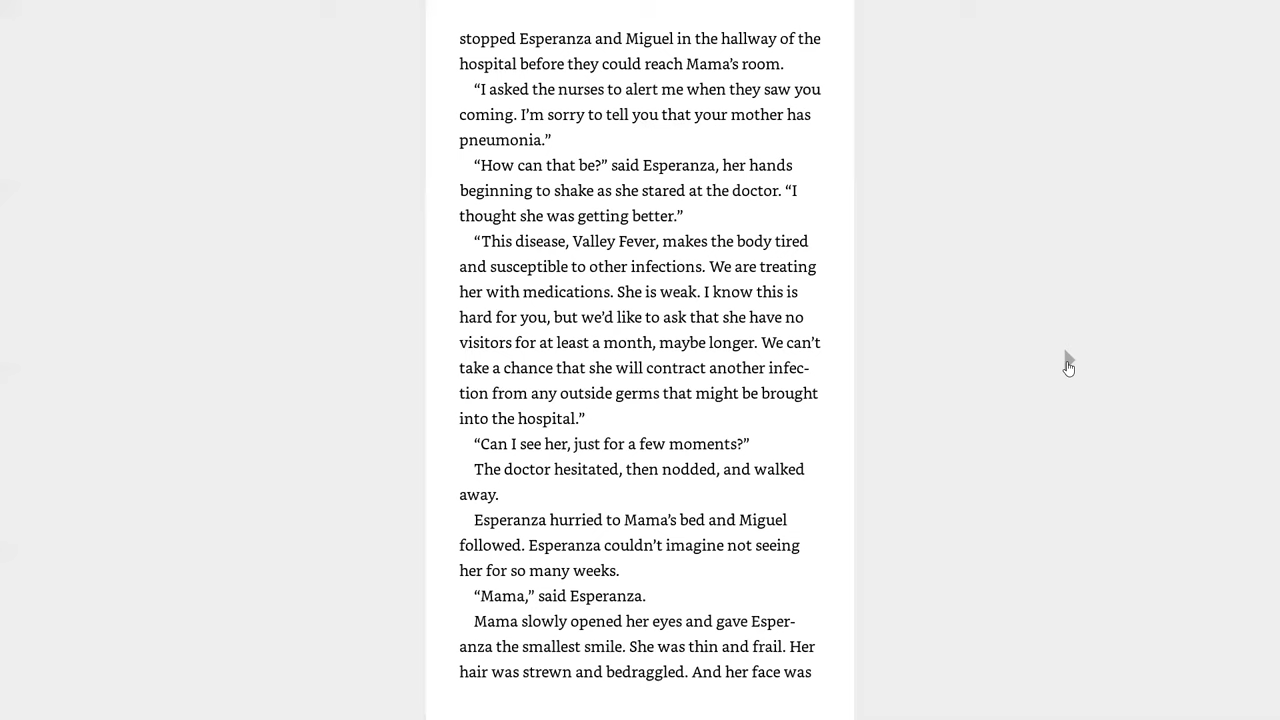 stopped Esperanza and Miguel in the hallway of the
hospital before they could reach Mama’s room.
“I asked the nurses to alert me when they saw you
coming. I’m sorry to tell you that your mother has
pneumonia.”
“How can that be?” said Esperanza, her hands
beginning to shake as she stared at the doctor. “I
thought she was getting better.”
“This disease, Valley Fever, makes the body tired
and susceptible to other infections. We are treating
her with medications. She is weak. I know this is
hard for you, but we’d like to ask that she have no
visitors for at least a month, maybe longer. We can’t
take a chance that she will contract another infec-
tion from any outside germs that might be brought
into the hospital.”
“Can I see her, just for a few moments?”
The doctor hesitated, then nodded, and walked
away.
Esperanza hurried to Mama’s bed and Miguel
followed. Esperanza couldn’t imagine not seeing
her for so many weeks.
“Mama,” said Esperanza.
Mama slowly opened her eyes and gave Esper-
anza the smallest smile. She was thin and frail. Her
hair was strewn and bedraggled. And her face was